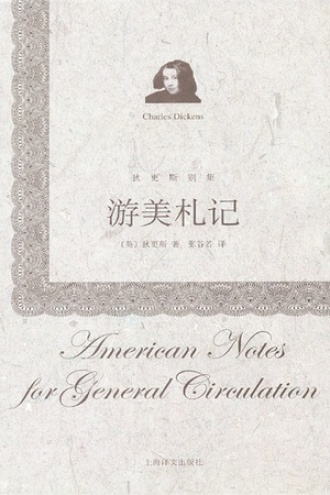 Charles Dickens
狄更斯别集
游美札记
〔英〕狄更斯 著 张谷若 译
American Notes
for General Circulation
上海译文出版社